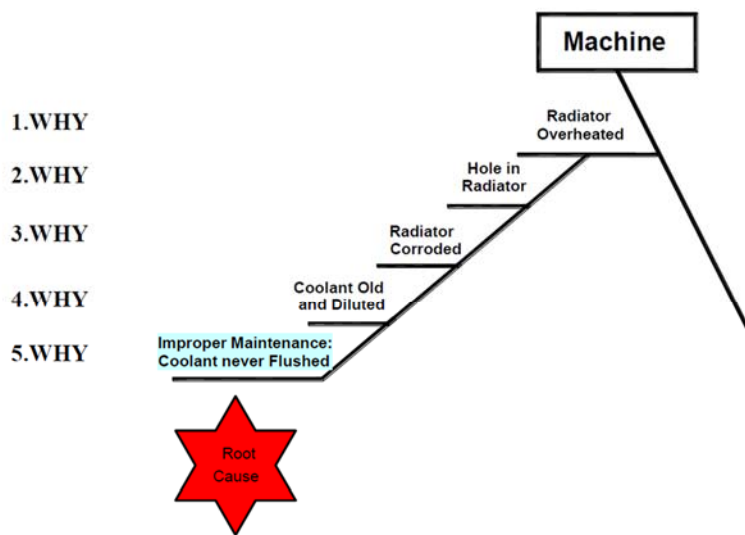 Machine
1.WHY
Radiator
Overheated
2.WHY
Hole in
Radiator
3.WHY
Radiator
Corroded
4.WHY
Coolant Old
and Diluted
5.WHY
Improper Maintenance:
Coolant never Flushed
Root
Cause